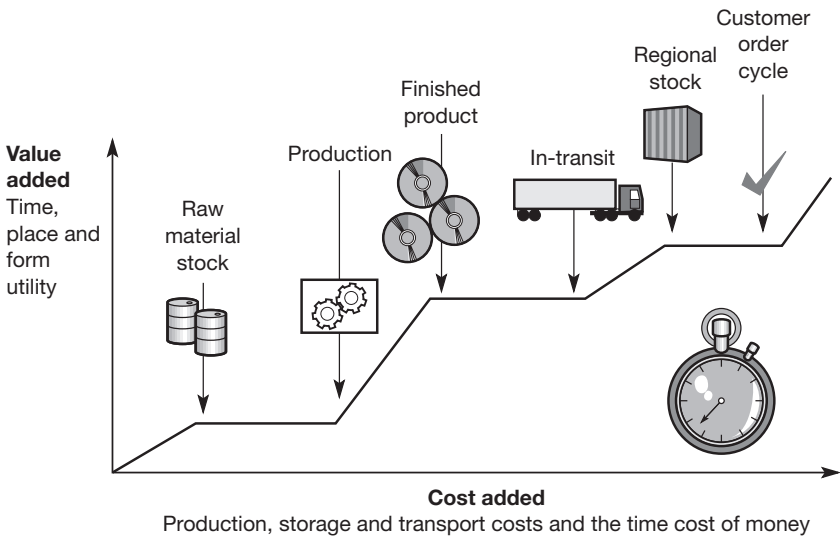 Customer
order
cycle
Regional
stock
Finished
product
Value
added
Time,
place and
form
utility
Production
In-transit
Raw
material
stock
Cost added
Production, storage and transport costs and the time cost of money